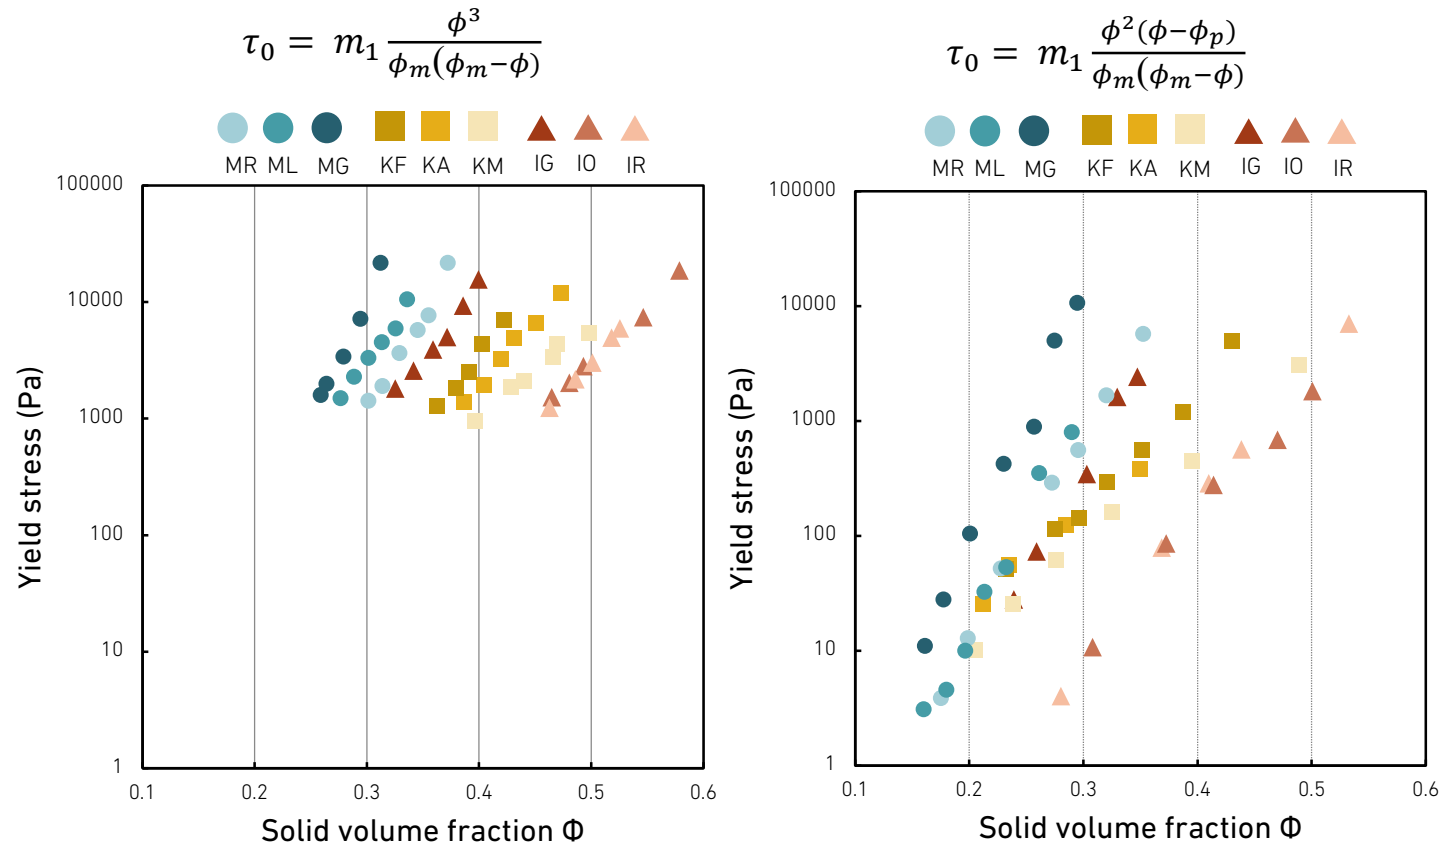 τ₀ = m₁ ϕ³ / ϕₘ(ϕₘ−ϕ)
MR ML MG KF KA KM IG IO IR
100000
10000
1000
100
10
1
0.1 0.2 0.3 0.4 0.5 0.6
Yield stress (Pa)
Solid volume fraction Φ
τ₀ = m₁ ϕ²(ϕ−ϕₚ) / ϕₘ(ϕₘ−ϕ)
MR ML MG KF KA KM IG IO IR
100000
10000
1000
100
10
1
0.1 0.2 0.3 0.4 0.5 0.6
Yield stress (Pa)
Solid volume fraction Φ